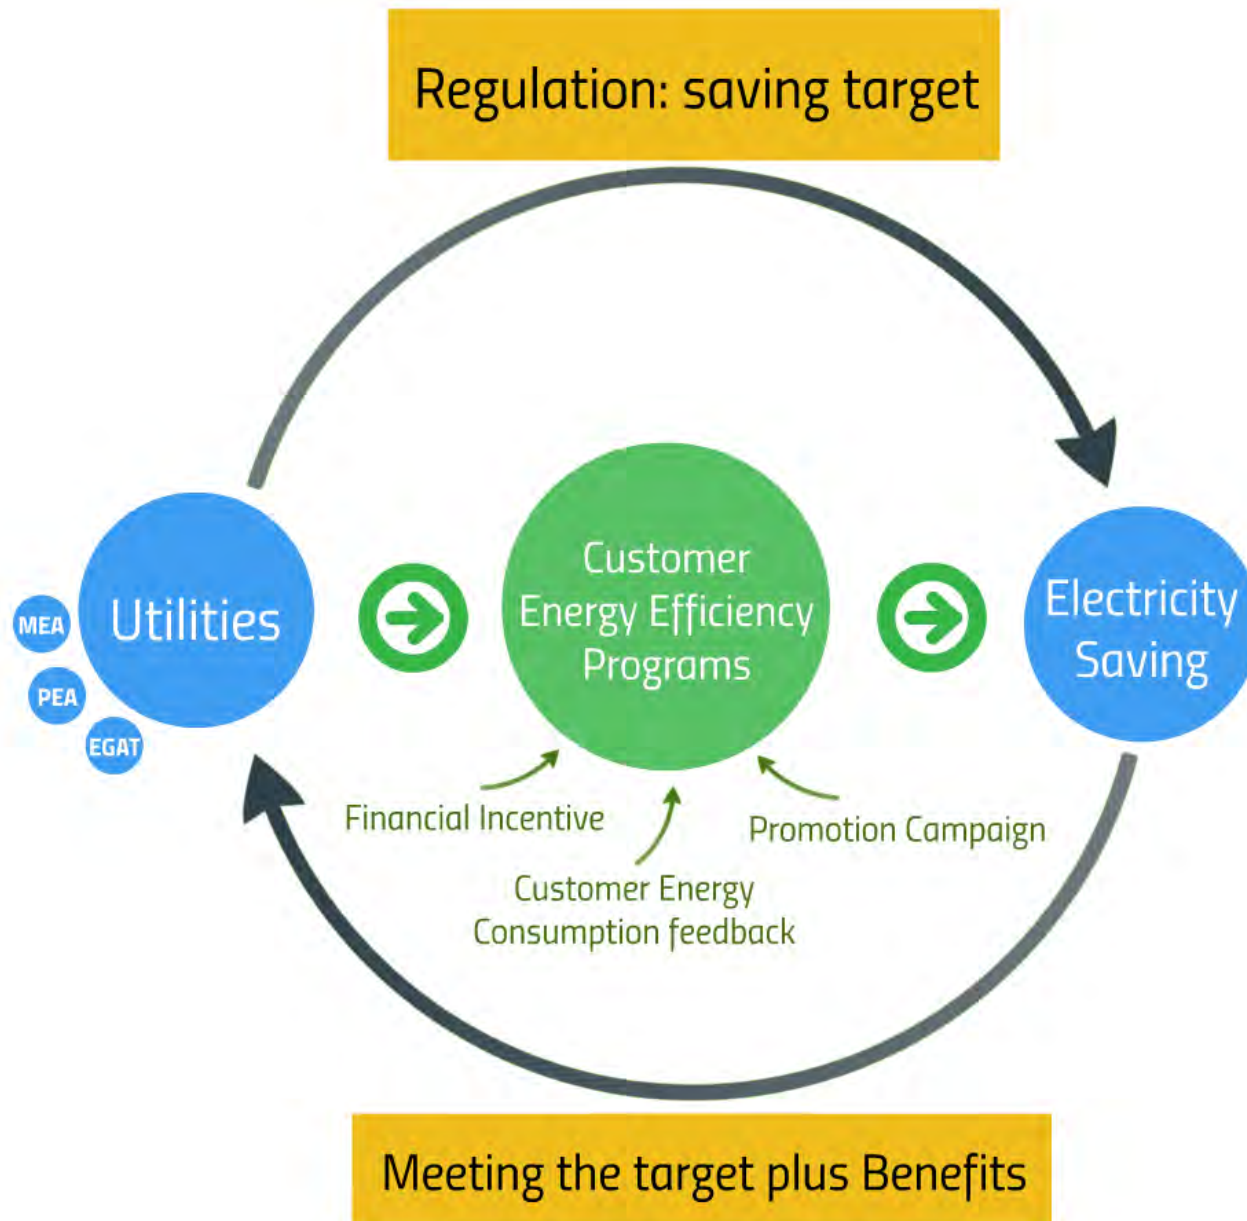 Regulation: saving target
Customer
Energy Efficiency
Programs
Utilities
Electricity
Saving
MEA
PEA
EGAT
Financial Incentive
Promotion Campaign
Customer Energy
Consumption feedback
Meeting the target plus Benefits